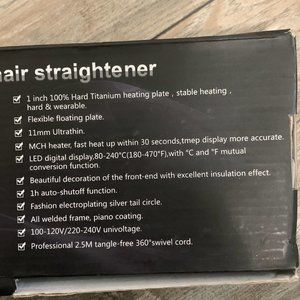 hair straightener
1 inch 100% Hard Titanium heating plate , stable heating ,
hard & wearable.
Flexible floating plate.
11mm Ultrathin.
MCH heater, fast heat up within 30 seconds,tmep display more accurate.
LED digital display,80-240°C(180-470°F),with °C and °F mutual
conversion function.
Beautiful decoration of the front-end with excellent insulation effect.
1h auto-shutoff function.
Fashion electroplating silver tail circle.
All welded frame, piano coating.
100-120V/220-240V univoltage.
Professional 2.5M tangle-free 360°swivel cord.